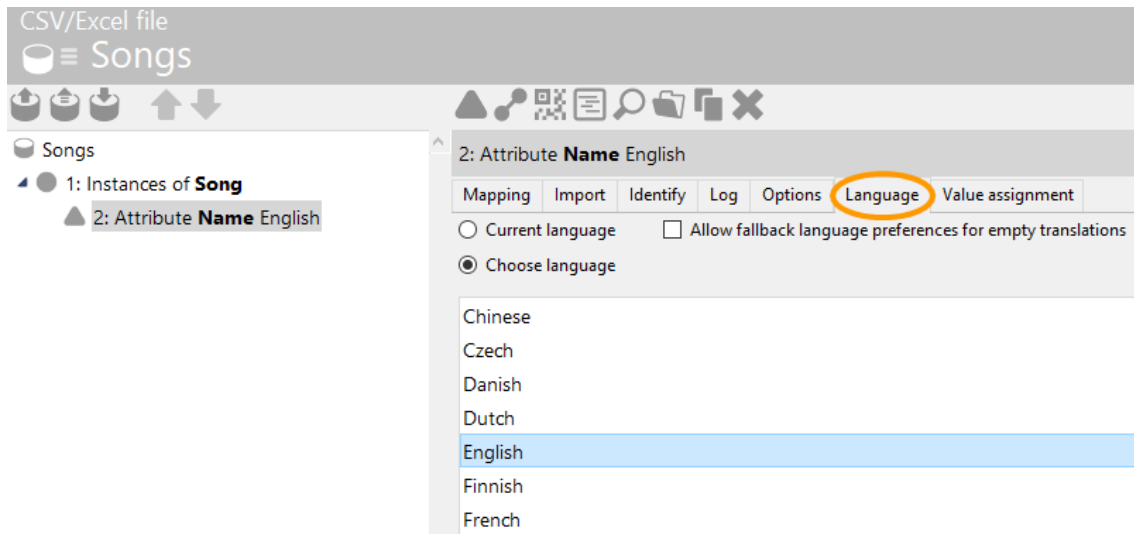 CSV/Excel file
Songs
Songs
1: Instances of Song
2: Attribute Name English
2: Attribute Name English
Mapping Import Identify Log Options Language Value assignment
Current language Allow fallback language preferences for empty translations
Choose language
Chinese
Czech
Danish
Dutch
English
Finnish
French